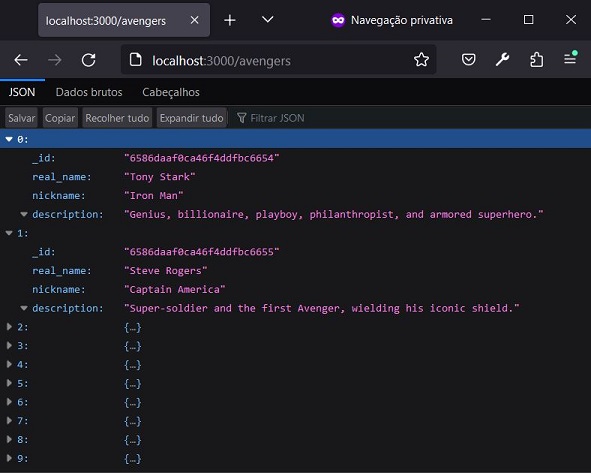 localhost:3000/avengers
Navegação privativa
localhost:3000/avengers
JSON Dados brutos Cabeçalhos
Salvar Copiar Recolher tudo Expandir tudo Filtrar JSON
0:
_id: "6586daaf0ca46f4ddfbc6654"
real_name: "Tony Stark"
nickname: "Iron Man"
description: "Genius, billionaire, playboy, philanthropist, and armored superhero."
1:
_id: "6586daaf0ca46f4ddfbc6655"
real_name: "Steve Rogers"
nickname: "Captain America"
description: "Super-soldier and the first Avenger, wielding his iconic shield."
2: {…}
3: {…}
4: {…}
5: {…}
6: {…}
7: {…}
8: {…}
9: {…}